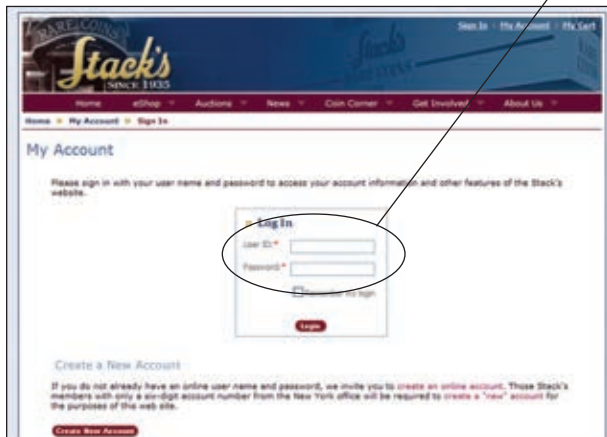 RARE COINS
Sign In My Account My Cart
Stack's
SINCE 1935
Home eShop Auctions News Coin Corner Get Involved About Us
Home My Account Sign In
My Account
Please sign in with your user name and password to access your account information and other features of the Stack's
website.
Log In
User ID:*
Password:*
Remember my login
Login
Create a New Account
If you do not already have an online user name and password, we invite you to create an online account. Those Stack's
members with only a six-digit account number from the New York office will be required to create a "new" account for
the purposes of this web site.
Create New Account